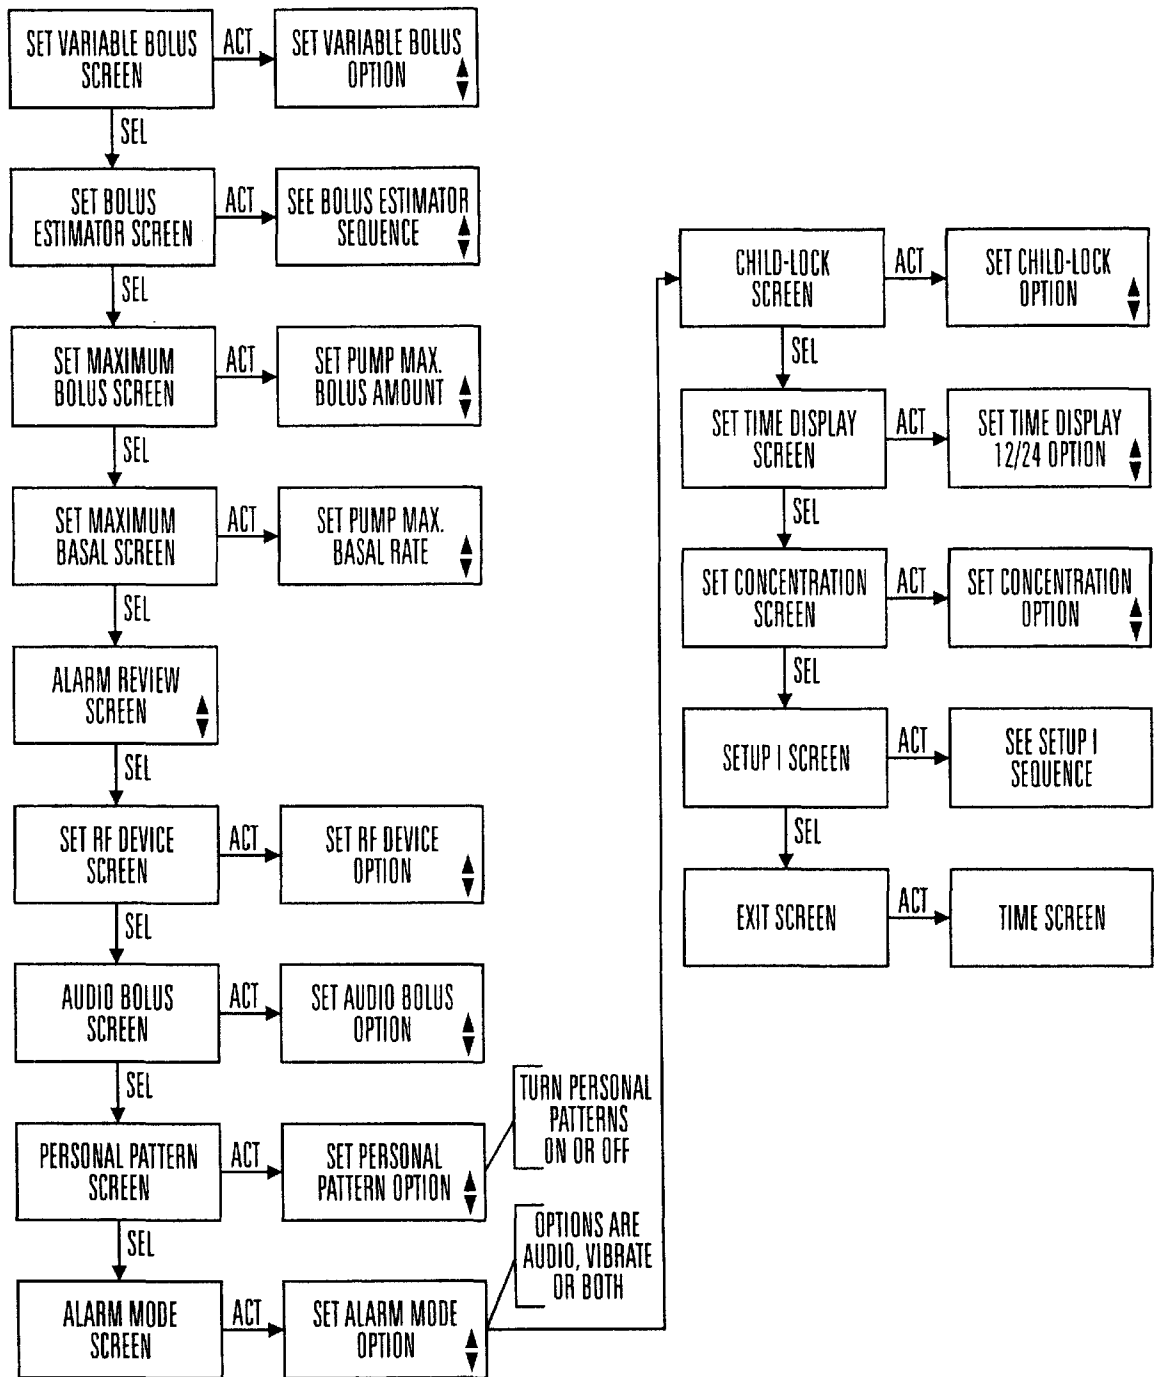 SET VARIABLE BOLUS
SCREEN
ACT
SET VARIABLE BOLUS
OPTION
SEL
SET BOLUS
ESTIMATOR SCREEN
ACT
SEE BOLUS ESTIMATOR
SEQUENCE
SEL
SET MAXIMUM
BOLUS SCREEN
ACT
SET PUMP MAX.
BOLUS AMOUNT
SEL
SET MAXIMUM
BASAL SCREEN
ACT
SET PUMP MAX.
BASAL RATE
SEL
ALARM REVIEW
SCREEN
SEL
SET RF DEVICE
SCREEN
ACT
SET RF DEVICE
OPTION
SEL
AUDIO BOLUS
SCREEN
ACT
SET AUDIO BOLUS
OPTION
SEL
PERSONAL PATTERN
SCREEN
ACT
SET PERSONAL
PATTERN OPTION
TURN PERSONAL
PATTERNS
ON OR OFF
SEL
ALARM MODE
SCREEN
ACT
SET ALARM MODE
OPTION
OPTIONS ARE
AUDIO, VIBRATE
OR BOTH
CHILD-LOCK
SCREEN
ACT
SET CHILD-LOCK
OPTION
SEL
SET TIME DISPLAY
SCREEN
ACT
SET TIME DISPLAY
12/24 OPTION
SEL
SET CONCENTRATION
SCREEN
ACT
SET CONCENTRATION
OPTION
SEL
SETUP I SCREEN
ACT
SEE SETUP I
SEQUENCE
SEL
EXIT SCREEN
ACT
TIME SCREEN